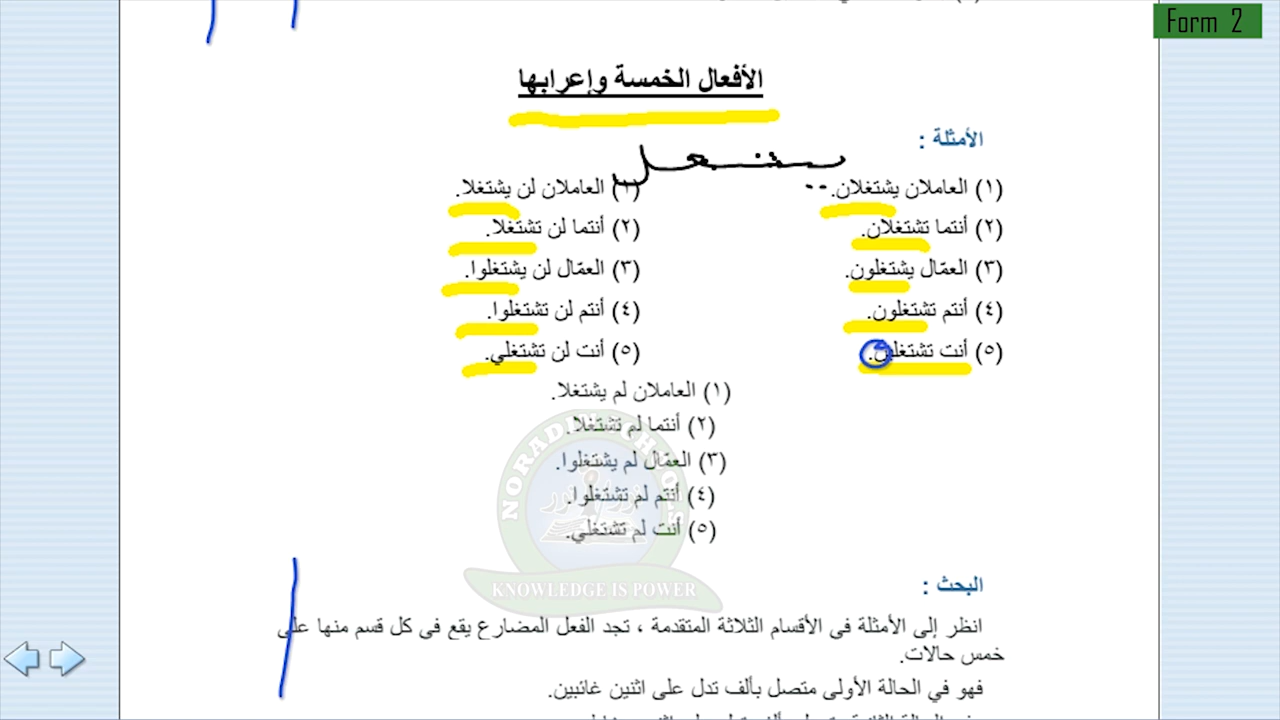 Form 2
الأفعال الخمسة وإعرابها
الأمثلة :
(١) العاملان يشتغلان.
(١) العاملان لن يشتغلا.
(٢) أنتما تشتغلان.
(٢) أنتما لن تشتغلا.
(٣) العمّال يشتغلون.
(٣) العمّال لن يشتغلوا.
(٤) أنتم تشتغلون.
(٤) أنتم لن تشتغلوا.
(٥) أنت تشتغلين.
(٥) أنت لن تشتغلي.
(١) العاملان لم يشتغلا.
(٢) أنتما لم تشتغلا.
(٣) العمّال لم يشتغلوا.
(٤) أنتم لم تشتغلوا.
(٥) أنت لم تشتغلي.
KNOWLEDGE IS POWER
البحث :
انظر إلى الأمثلة في الأقسام الثلاثة المتقدمة ، تجد الفعل المضارع يقع في كل قسم منها على
خمس حالات.
فهو في الحالة الأولى متصل بألف تدل على اثنين غائبين.